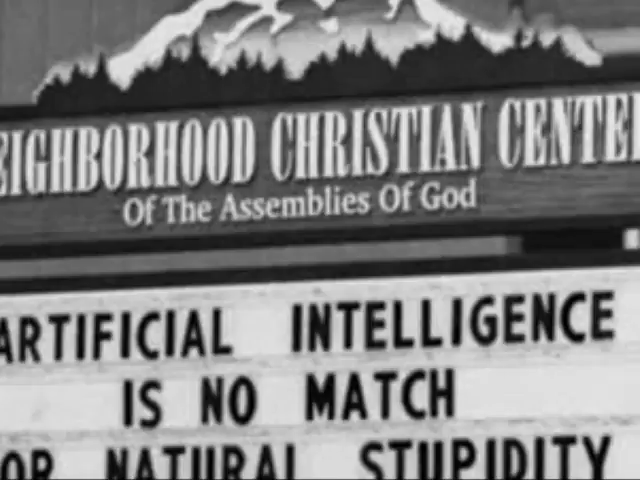 EIGHBORHOOD CHRISTIAN CENTE
Of The Assemblies Of God
ARTIFICIAL INTELLIGENCE
IS NO MATCH
OR NATURAL STUPIDITY